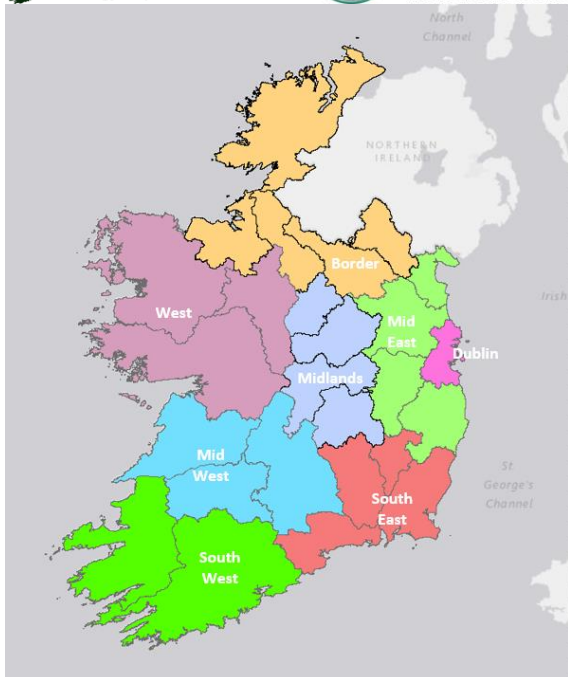 North
Channel
NORTHERN
IRELAND
Border
West
Mid
East
Irish
Dublin
Midlands
Mid
West
St
George's
Channel
South
East
South
West